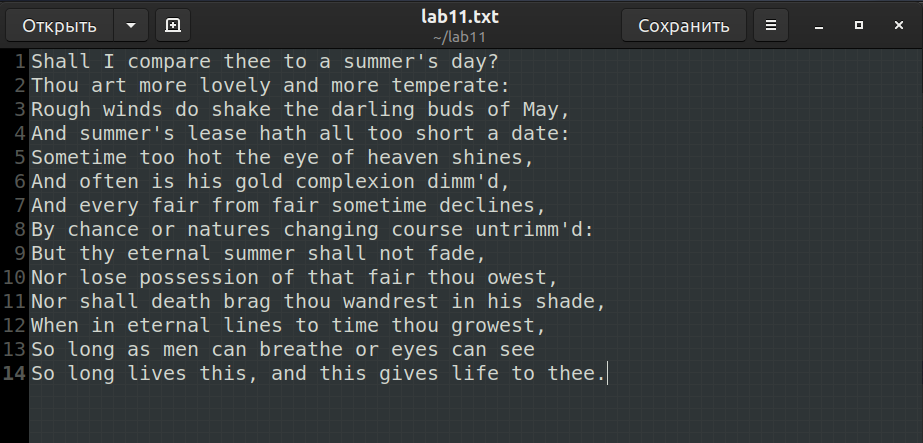 Открыть
lab11.txt
~/lab11
Сохранить
1 Shall I compare thee to a summer's day?
2 Thou art more lovely and more temperate:
3 Rough winds do shake the darling buds of May,
4 And summer's lease hath all too short a date:
5 Sometime too hot the eye of heaven shines,
6 And often is his gold complexion dimm'd,
7 And every fair from fair sometime declines,
8 By chance or natures changing course untrimm'd:
9 But thy eternal summer shall not fade,
10 Nor lose possession of that fair thou owest,
11 Nor shall death brag thou wandrest in his shade,
12 When in eternal lines to time thou growest,
13 So long as men can breathe or eyes can see
14 So long lives this, and this gives life to thee.